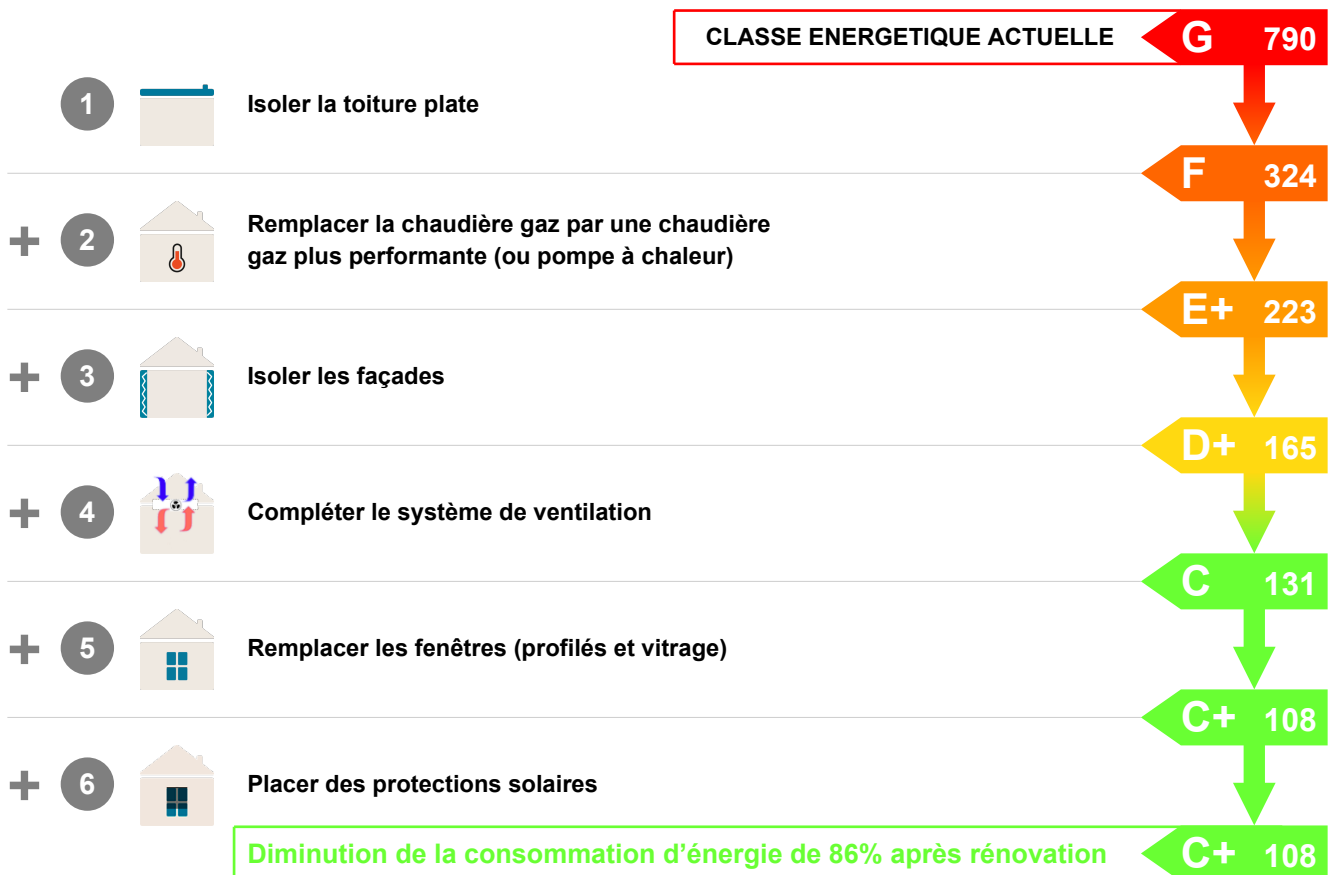 CLASSE ENERGETIQUE ACTUELLE G 790
1 Isoler la toiture plate
F 324
+ 2 Remplacer la chaudière gaz par une chaudière
gaz plus performante (ou pompe à chaleur)
E+ 223
+ 3 Isoler les façades
D+ 165
+ 4 Compléter le système de ventilation
C 131
+ 5 Remplacer les fenêtres (profilés et vitrage)
C+ 108
+ 6 Placer des protections solaires
Diminution de la consommation d’énergie de 86% après rénovation C+ 108